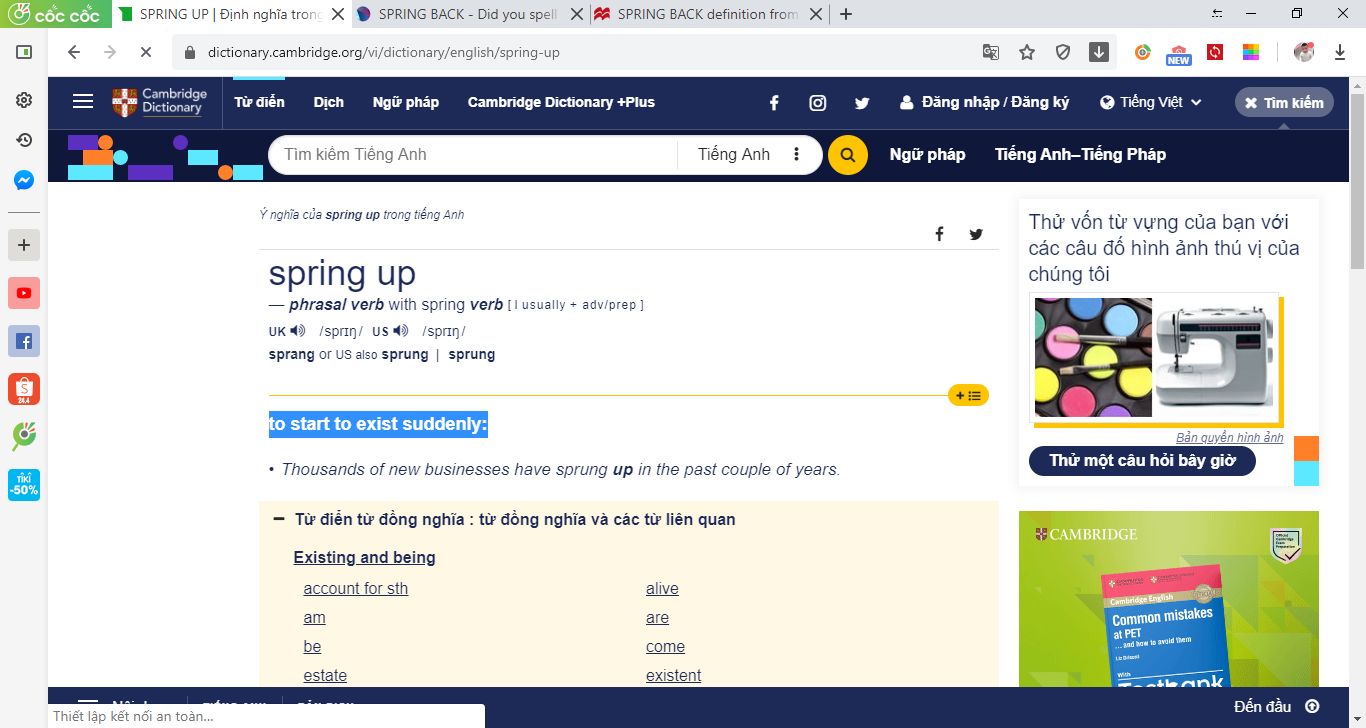 cốc cốc
SPRING UP | Định nghĩa trong
SPRING BACK - Did you spell
SPRING BACK definition from
dictionary.cambridge.org/vi/dictionary/english/spring-up
NEW
Cambridge
Dictionary
Từ điển
Dịch
Ngữ pháp
Cambridge Dictionary +Plus
Đăng nhập / Đăng ký
Tiếng Việt
Tìm kiếm
Tìm kiếm Tiếng Anh
Tiếng Anh
Ngữ pháp
Tiếng Anh–Tiếng Pháp
Ý nghĩa của spring up trong tiếng Anh
spring up
— phrasal verb with spring verb [ I usually + adv/prep ]
UK /sprɪŋ/ US /sprɪŋ/
sprang or US also sprung | sprung
to start to exist suddenly:
• Thousands of new businesses have sprung up in the past couple of years.
Từ điển từ đồng nghĩa : từ đồng nghĩa và các từ liên quan
Existing and being
account for sth
alive
am
are
be
come
estate
existent
Thử vốn từ vựng của bạn với
các câu đố hình ảnh thú vị của
chúng tôi
Bản quyền hình ảnh
Thử một câu hỏi bây giờ
CAMBRIDGE
Cambridge English
Common mistakes
at PET
... and how to avoid them
Liz Driscoll
With
Testbank
24.4
TIKI
-50%
Đến đầu
Thiết lập kết nối an toàn...